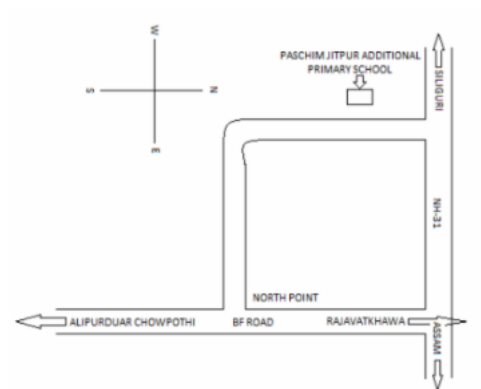 W
PASCHIM JITPUR ADDITIONAL
PRIMARY SCHOOL
SILIGURI
S
N
E
NH-31
NORTH POINT
ALIPURDUAR CHOWPOTHI
BF ROAD
RAJAVATKHAWA
ASSAM